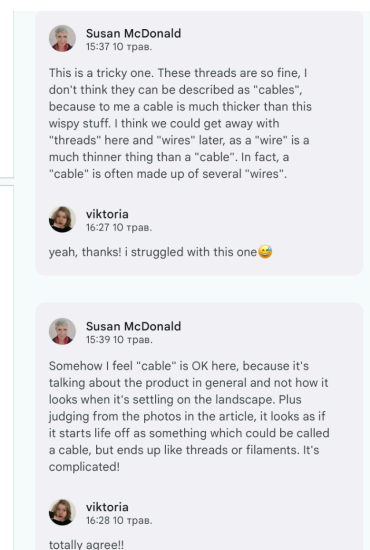 Susan McDonald
15:37 10 трав.
This is a tricky one. These threads are so fine, I
don't think they can be described as "cables",
because to me a cable is much thicker than this
wispy stuff. I think we could get away with
"threads" here and "wires" later, as a "wire" is a
much thinner thing than a "cable". In fact, a
"cable" is often made up of several "wires".
viktoria
16:27 10 трав.
yeah, thanks! i struggled with this one😅
Susan McDonald
15:39 10 трав.
Somehow I feel "cable" is OK here, because it's
talking about the product in general and not how it
looks when it's settling on the landscape. Plus
judging from the photos in the article, it looks as if
it starts life off as something which could be called
a cable, but ends up like threads or filaments. It's
complicated!
viktoria
16:28 10 трав.
totally agree!!